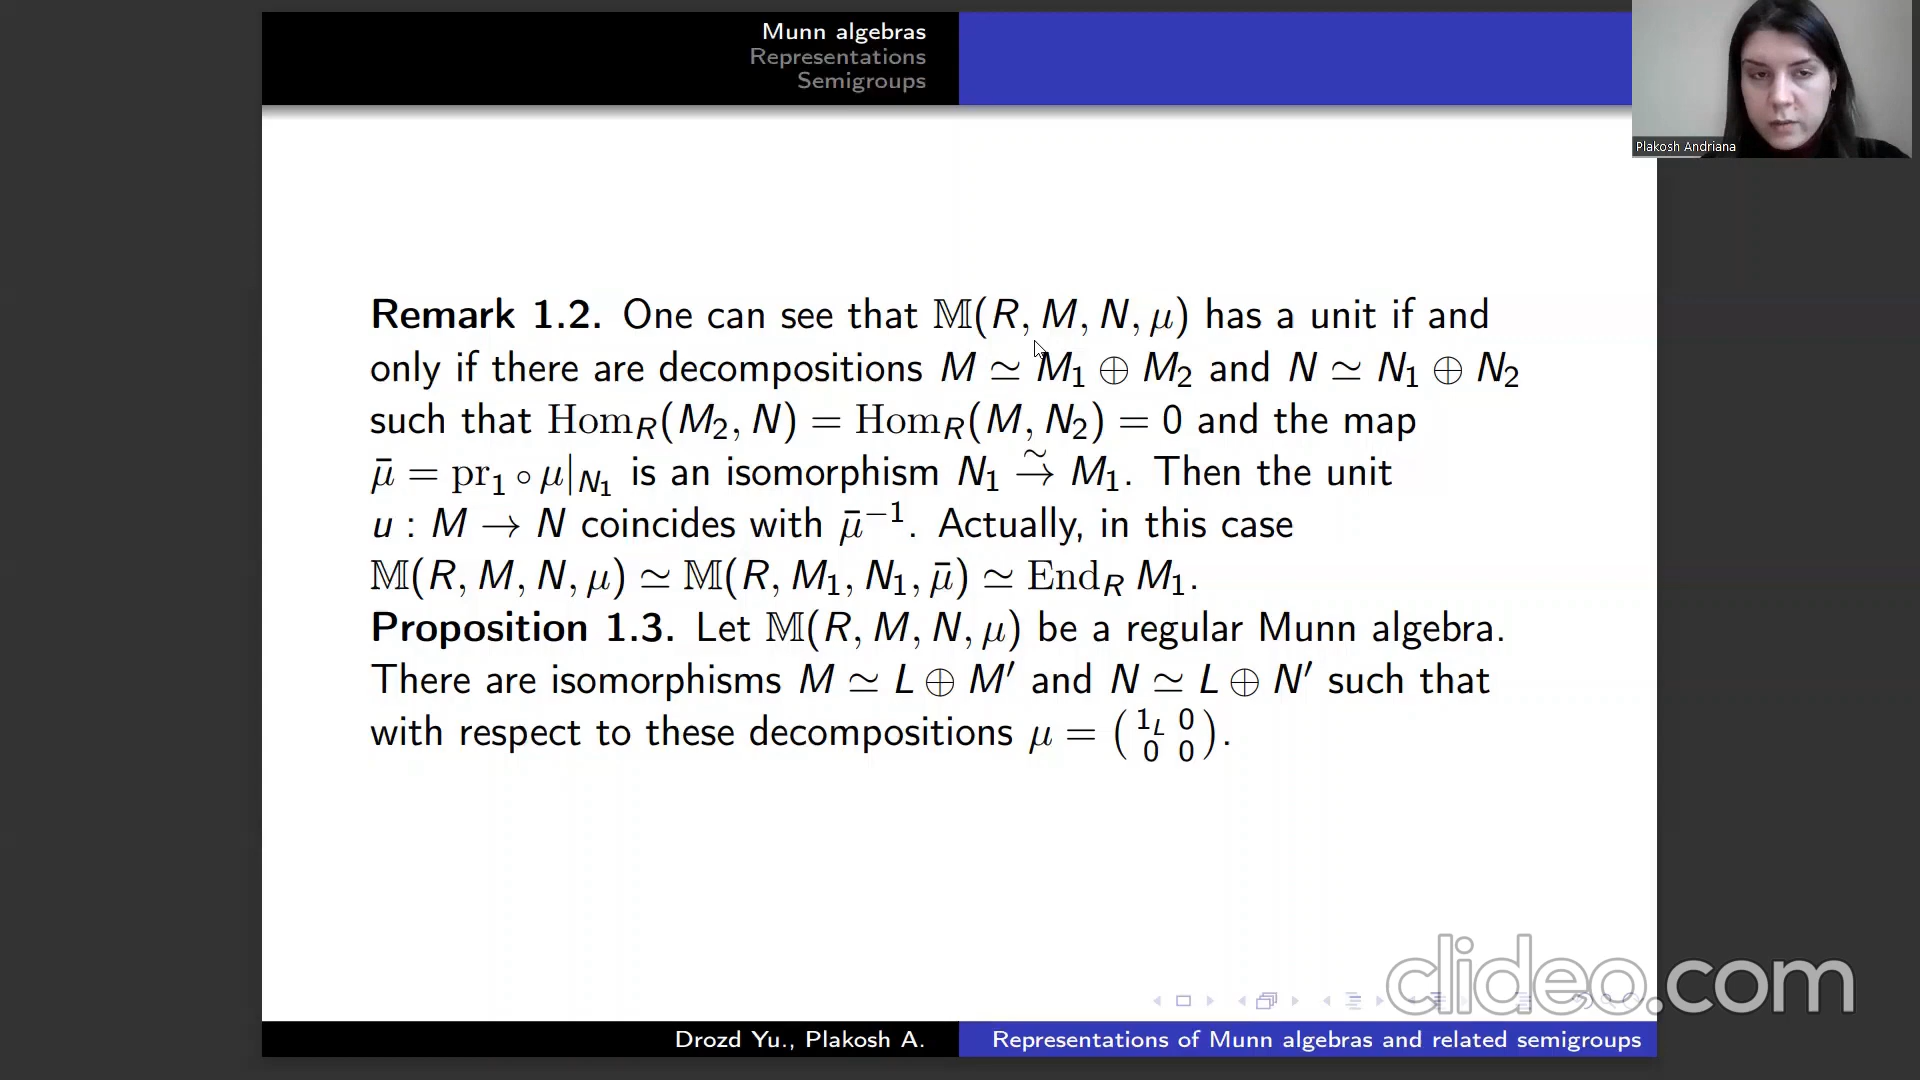 Munn algebras
Representations
Semigroups
Plakosh Andriana
Remark 1.2. One can see that 𝕄(R, M, N, μ) has a unit if and
only if there are decompositions M ≃ M₁ ⊕ M₂ and N ≃ N₁ ⊕ N₂
such that Hom_R(M₂, N) = Hom_R(M, N₂) = 0 and the map
μ̄ = pr₁ ∘ μ|_{N₁} is an isomorphism N₁ →̃ M₁. Then the unit
u : M → N coincides with μ̄⁻¹. Actually, in this case
𝕄(R, M, N, μ) ≃ 𝕄(R, M₁, N₁, μ̄) ≃ End_R M₁.
Proposition 1.3. Let 𝕄(R, M, N, μ) be a regular Munn algebra.
There are isomorphisms M ≃ L ⊕ M′ and N ≃ L ⊕ N′ such that
with respect to these decompositions μ = (1_L 0 / 0 0).
clideo.com
Drozd Yu., Plakosh A.
Representations of Munn algebras and related semigroups